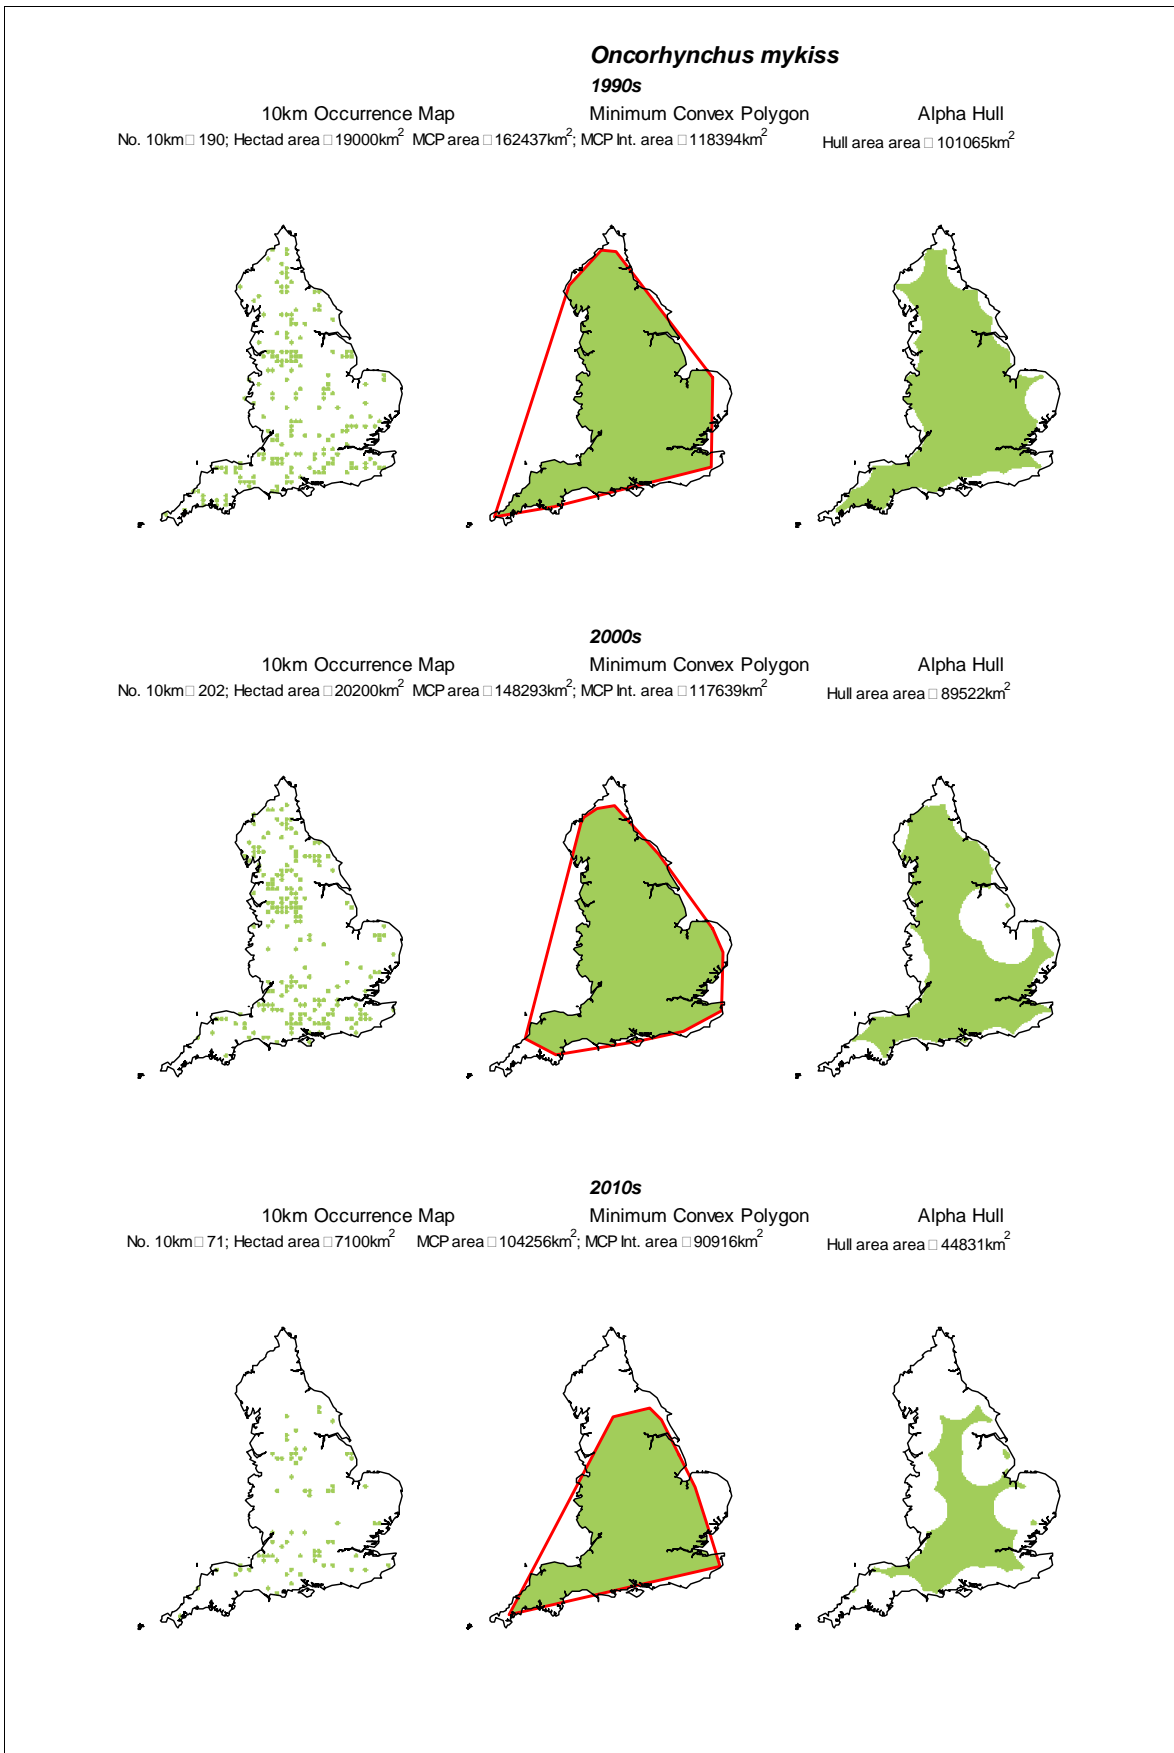 Oncorhynchus mykiss
1990s
10km Occurrence Map Minimum Convex Polygon Alpha Hull
No. 10km□190; Hectad area □19000km² MCP area □162437km²; MCP Int. area □118394km² Hull area area □101065km²
2000s
10km Occurrence Map Minimum Convex Polygon Alpha Hull
No. 10km□202; Hectad area □20200km² MCP area □148293km²; MCP Int. area □117639km² Hull area area □89522km²
2010s
10km Occurrence Map Minimum Convex Polygon Alpha Hull
No. 10km□71; Hectad area □7100km² MCP area □104256km²; MCP Int. area □90916km² Hull area area □44831km²